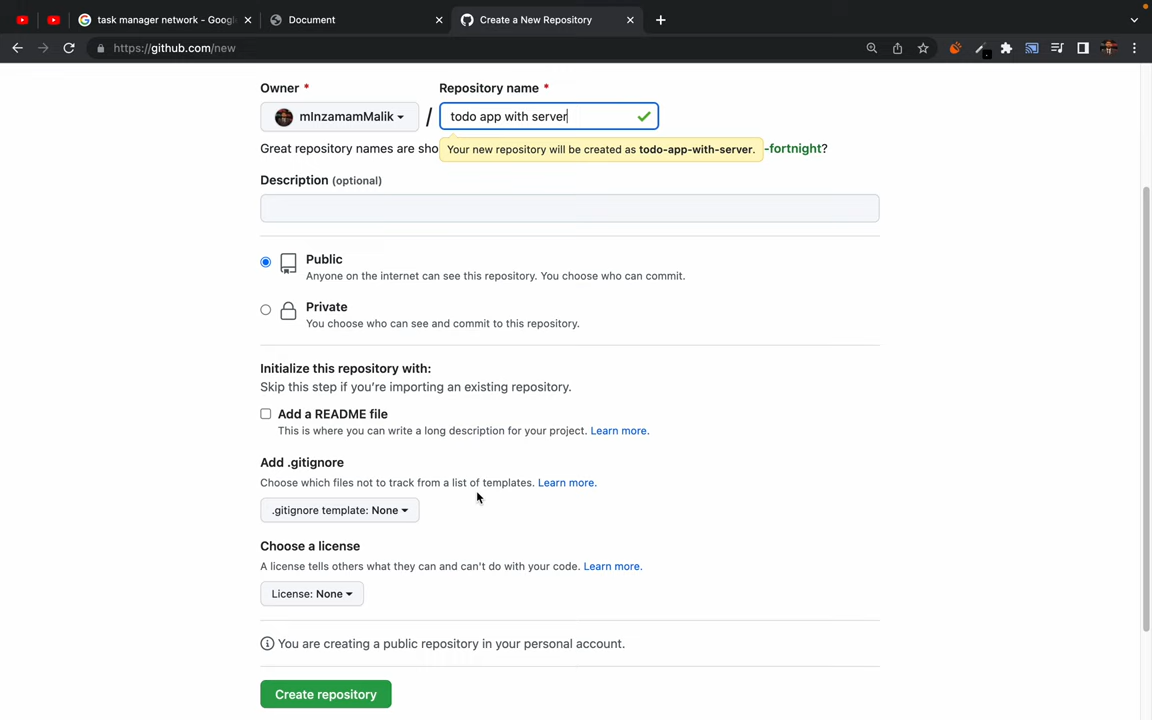 task manager network - Goog
Document
Create a New Repository
https://github.com/new
Owner *
Repository name *
mInzamamMalik
/
todo app with server
Great repository names are sho
Your new repository will be created as todo-app-with-server.
-fortnight?
Description (optional)
Public
Anyone on the internet can see this repository. You choose who can commit.
Private
You choose who can see and commit to this repository.
Initialize this repository with:
Skip this step if you're importing an existing repository.
Add a README file
This is where you can write a long description for your project. Learn more.
Add .gitignore
Choose which files not to track from a list of templates. Learn more.
.gitignore template: None
Choose a license
A license tells others what they can and can't do with your code. Learn more.
License: None
You are creating a public repository in your personal account.
Create repository